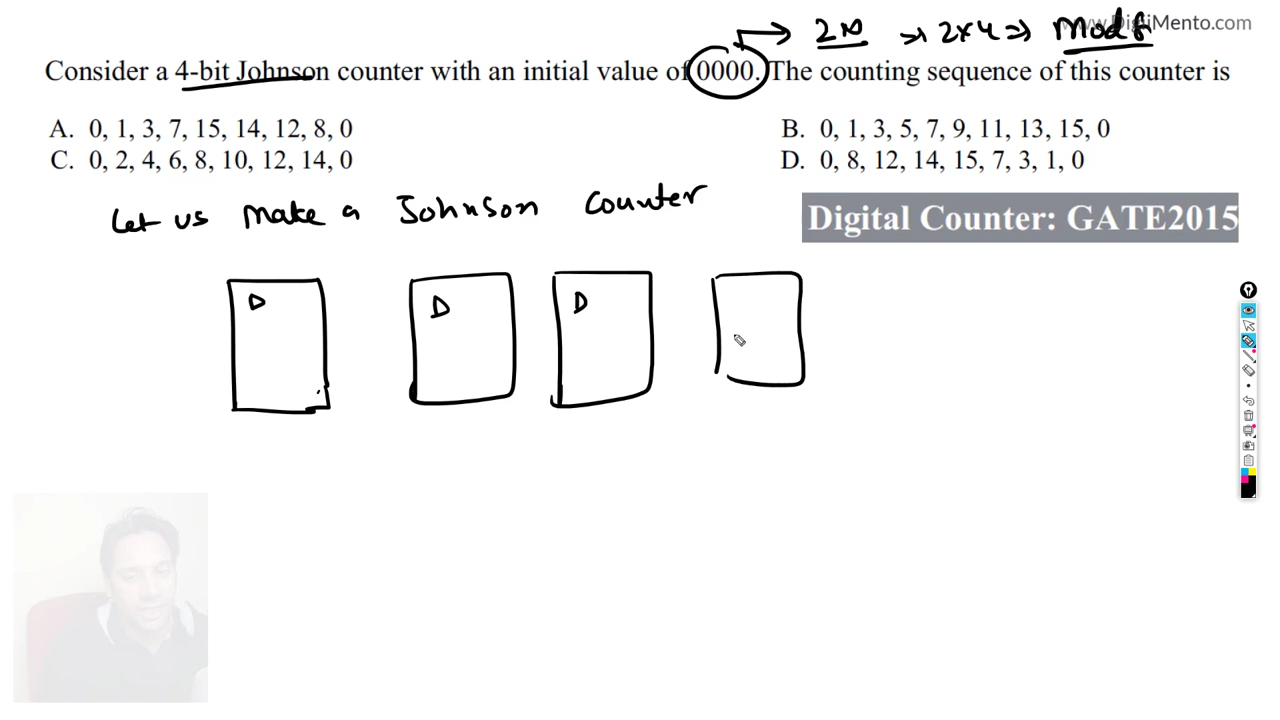 www.DigiMento.com
2N ⇒ 2×4 ⇒ Mod 8
Consider a 4-bit Johnson counter with an initial value of 0000. The counting sequence of this counter is
A. 0, 1, 3, 7, 15, 14, 12, 8, 0
B. 0, 1, 3, 5, 7, 9, 11, 13, 15, 0
C. 0, 2, 4, 6, 8, 10, 12, 14, 0
D. 0, 8, 12, 14, 15, 7, 3, 1, 0
Let us make a Johnson counter
Digital Counter: GATE2015
D D D